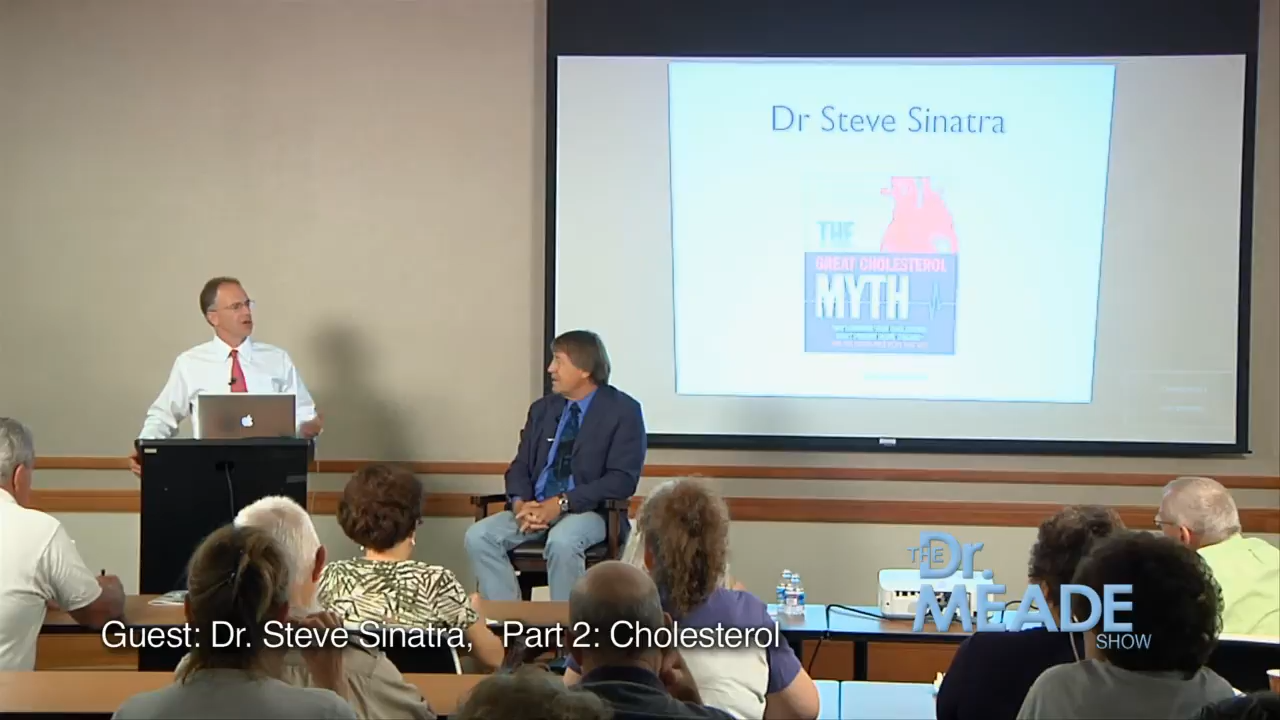 Dr Steve Sinatra
THE
GREAT CHOLESTEROL
MYTH
Guest: Dr. Steve Sinatra, Part 2: Cholesterol
THE Dr.
MEADE
SHOW